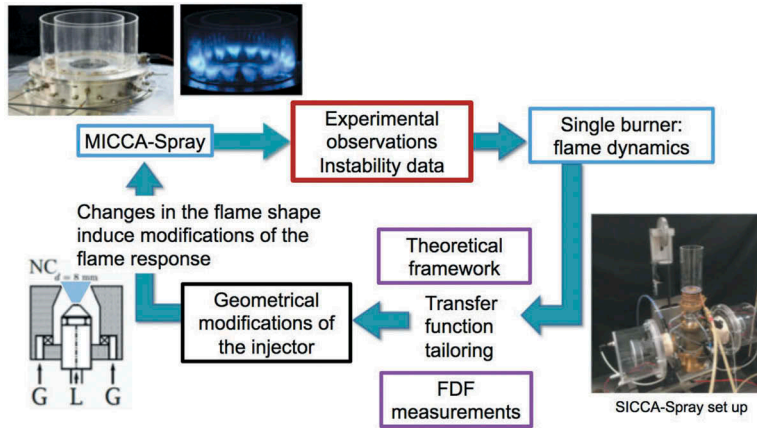 MICCA-Spray
Experimental
observations
Instability data
Single burner:
flame dynamics
Changes in the flame shape
induce modifications of the
flame response
Theoretical
framework
Transfer
function
tailoring
FDF
measurements
Geometrical
modifications of
the injector
NC
d = 8 mm
G L G
SICCA-Spray set up